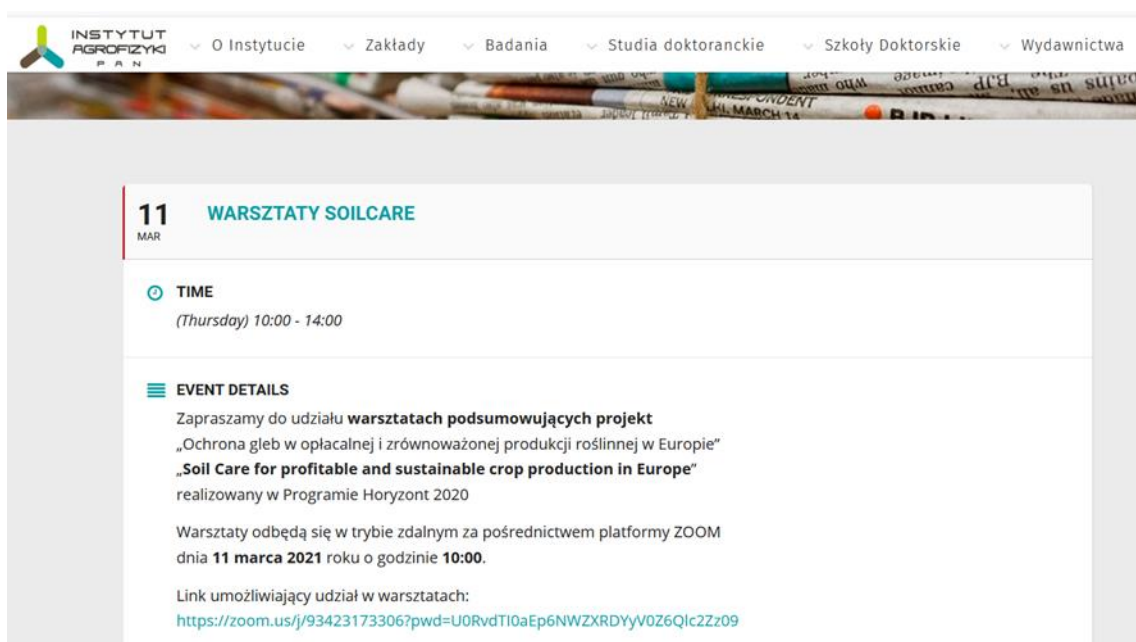 INSTYTUT
AGROFIZYKI
PAN
O Instytucie
Zakłady
Badania
Studia doktoranckie
Szkoły Doktorskie
Wydawnictwa
NEW
MARCH 14
11
MAR
WARSZTATY SOILCARE
TIME
(Thursday) 10:00 - 14:00
EVENT DETAILS
Zapraszamy do udziału warsztatach podsumowujących projekt
„Ochrona gleb w opłacalnej i zrównoważonej produkcji roślinnej w Europie”
„Soil Care for profitable and sustainable crop production in Europe”
realizowany w Programie Horyzont 2020
Warsztaty odbędą się w trybie zdalnym za pośrednictwem platformy ZOOM
dnia 11 marca 2021 roku o godzinie 10:00.
Link umożliwiający udział w warsztatach:
https://zoom.us/j/93423173306?pwd=U0RvdTI0aEp6NWZXRDYyV0Z6Qlc2Zz09